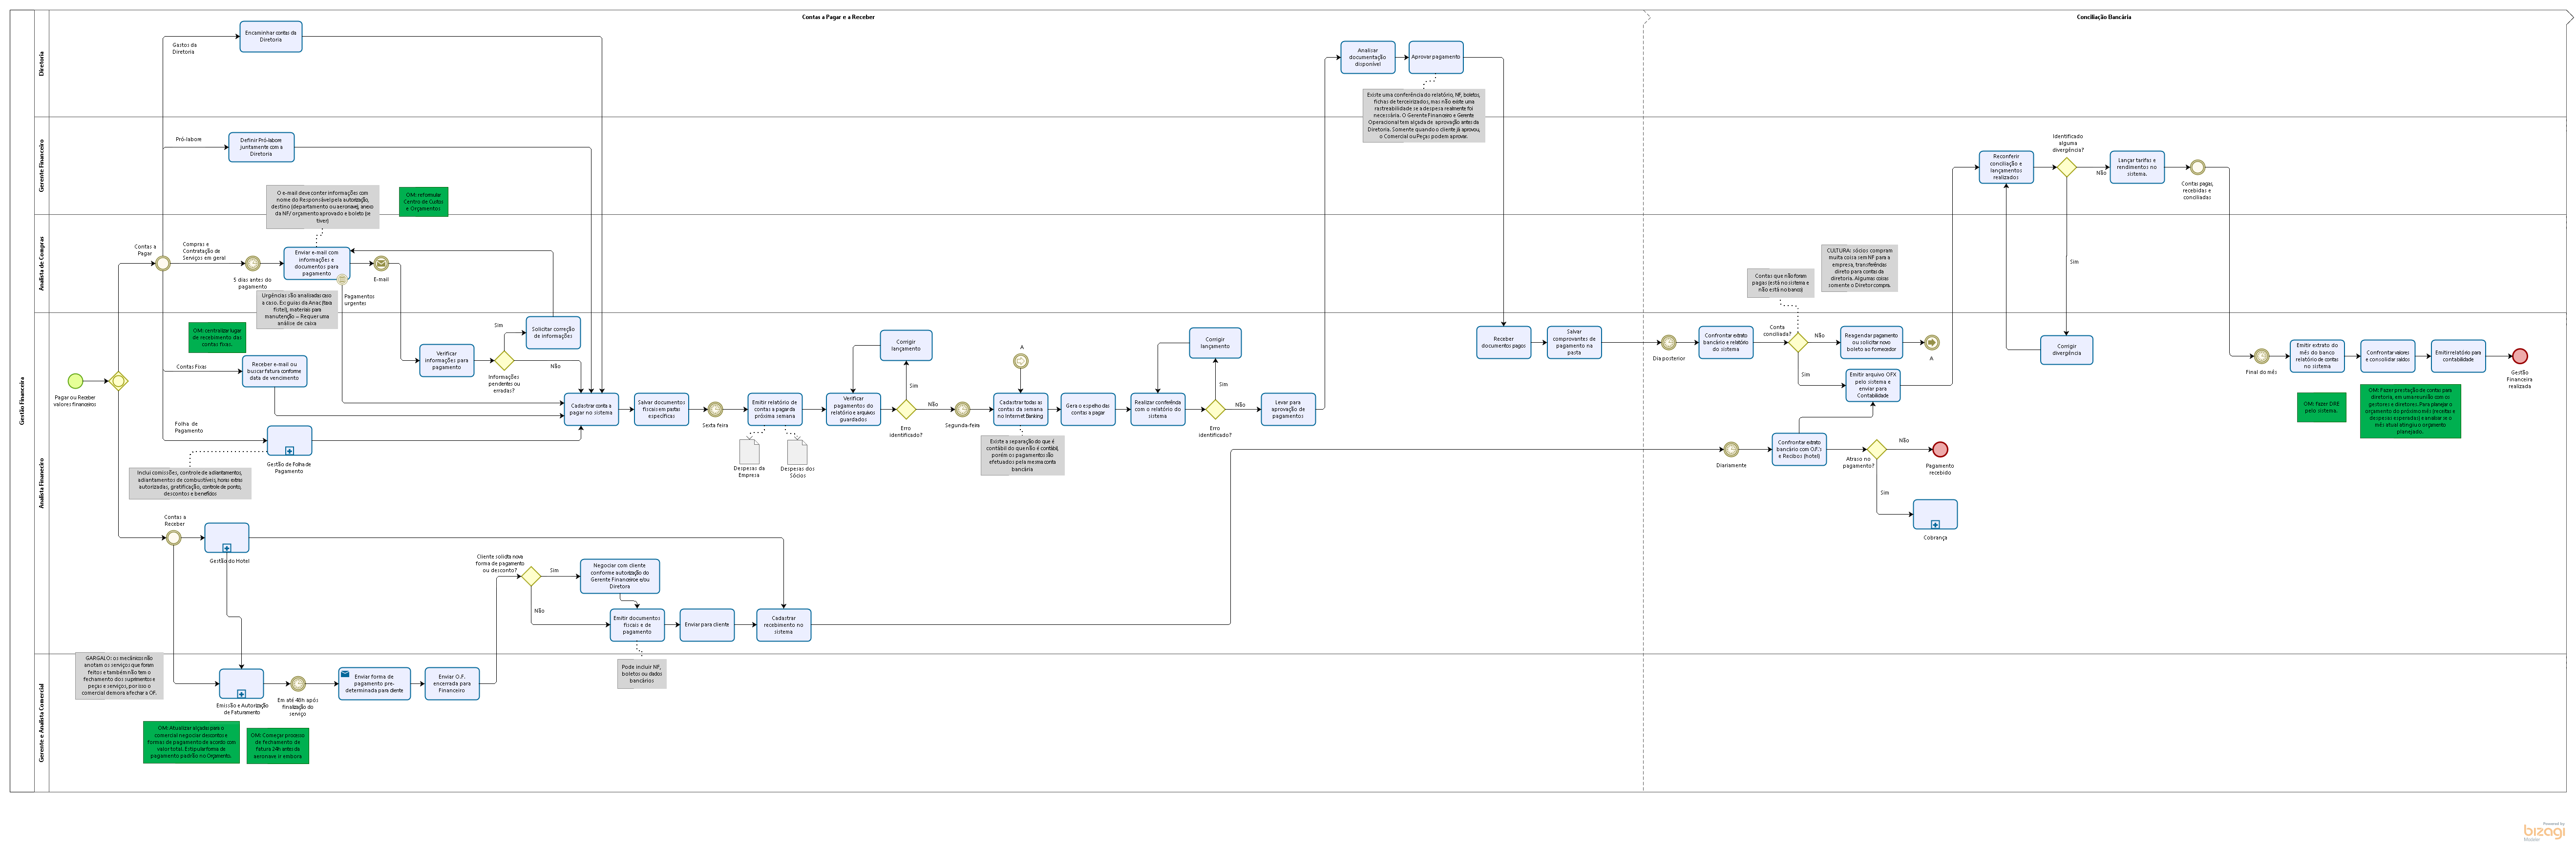 Contas a Pagar e a Receber
Conciliação Bancária
Gestão Financeira
Diretoria
Gerente Financeiro
Analista de Compras
Analista Financeiro
Gerente e Analista Comercial
Gastos da
Diretoria
Encaminhar contas da
Diretoria
Analisar
documentação
disponível
Aprovar pagamento
Existe uma conferência do relatório, NF, boletos,
fichas de terceirizados, mas não existe uma
rastreabilidade se a despesa realmente foi
necessária. O Gerente Financeiro e Gerente
Operacional tem alçada de aprovação antes da
Diretoria. Somente quando o cliente já aprovou,
o Comercial ou Peças podem aprovar.
Pró-labore
Definir Pró-labore
juntamente com a
Diretoria
O e-mail deve conter informações com
nome do Responsável pela autorização,
destino (departamento ou aeronave), anexo
da NF/ orçamento aprovado e boleto (se
tiver)
OM: reformular
Centro de Custos
e Orçamentos
Reconferir
conciliação e
lançamentos
realizados
Identificado
alguma
divergência?
Não
Sim
Lançar tarifas e
rendimentos no
sistema.
Contas pagas,
recebidas e
conciliadas
Contas a
Pagar
Compras e
Contratação de
Serviços em geral
5 dias antes do
pagamento
Enviar e-mail com
informações e
documentos para
pagamento
E-mail
Pagamentos
urgentes
Urgências são analisadas caso
a caso. Ex: guias da Anac (taxa
fistel), materiais para
manutenção – Requer uma
análise de caixa
Contas que não foram
pagas (está no sistema e
não está no banco)
CULTURA: sócios compram
muita coisa sem NF para a
empresa, transferências
direto para contas da
diretoria. Algumas coisas
somente o Diretor compra.
Pagar ou Receber
valores financeiros
OM: centralizar lugar
de recebimento das
contas fixas.
Contas Fixas
Receber e-mail ou
buscar fatura conforme
data de vencimento
Folha de
Pagamento
Gestão de Folha de
Pagamento
Inclui comissões, controle de adiantamentos,
adiantamentos de combustíveis, horas extras
autorizadas, gratificação, controle de ponto,
descontos e benefícios
Verificar
informações para
pagamento
Sim
Informações
pendentes ou
erradas?
Não
Solicitar correção
de informações
Cadastrar conta a
pagar no sistema
Salvar documentos
fiscais em pastas
específicas
Sexta feira
Emitir relatório de
contas a pagar da
próxima semana
Despesas da
Empresa
Despesas dos
Sócios
Verificar
pagamentos do
relatório e arquivos
guardados
Corrigir
lançamento
Sim
Erro
identificado?
Não
Segunda-feira
A
Cadastrar todas as
contas da semana
no Internet Banking
Existe a separação do que é
contábil do que não é contábil,
porém os pagamentos são
efetuados pela mesma conta
bancária
Gera o espelho das
contas a pagar
Realizar conferência
com o relatório do
sistema
Corrigir
lançamento
Sim
Erro
identificado?
Não
Levar para
aprovação de
pagamentos
Receber
documentos pagos
Salvar
comprovantes de
pagamento na
pasta
Dia posterior
Confrontar extrato
bancário e relatório
do sistema
Conta
conciliada?
Não
Sim
Reagendar pagamento
ou solicitar novo
boleto ao fornecedor
A
Emitir arquivo OFX
pelo sistema e
enviar para
Contabilidade
Corrigir
divergência
Final do mês
Emitir extrato do
mês do banco
relatório de contas
no sistema
Confrontar valores
e consolidar saldos
Emitir relatório para
contabilidade
Gestão
Financeira
realizada
OM: Fazer DRE
pelo sistema.
OM: Fazer prestação de contas para
diretoria, em uma reunião com os
gestores e diretores. Para planejar o
orçamento do próximo mês (receitas e
despesas esperadas) e avaliar se o
mês atual atingiu o orçamento
planejado.
Diariamente
Confrontar extrato
bancário com O.F.'s
e Recibos (hotel)
Atraso no
pagamento?
Não
Pagamento
recebido
Sim
Cobrança
Contas a
Receber
Gestão do Hotel
Cliente solicita nova
forma de pagamento
ou desconto?
Sim
Não
Negociar com cliente
conforme autorização do
Gerente Financeiro e/ou
Diretora
Emitir documentos
fiscais e de
pagamento
Enviar para cliente
Cadastrar
recebimento no
sistema
Pode incluir NF,
boletos ou dados
bancários
GARGALO: os mecânicos não
anotam os serviços que foram
feitos e também não tem o
fechamento dos suprimentos e
peças e serviços, por isso o
comercial demora a fechar a OF.
Emissão e Autorização
de Faturamento
Em até 48h após
finalização do
serviço
Enviar forma de
pagamento pre-
determinada para cliente
Enviar O.F.
encerrada para
Financeiro
OM: Atualizar alçadas para o
comercial negociar descontos e
formas de pagamento de acordo com
valor total. Estipular forma de
pagamento padrão no Orçamento.
OM: Começar processo
de fechamento de
fatura 24h antes da
aeronave ir embora
Powered by
bizagi
Modeler